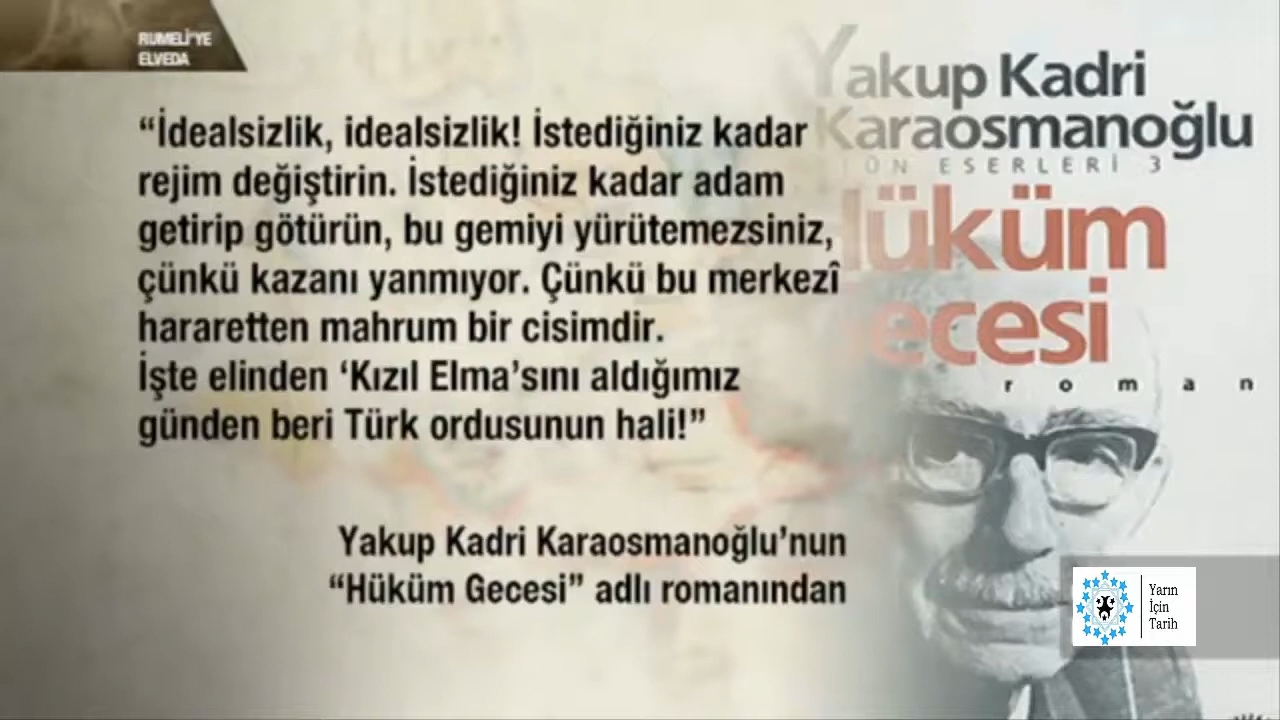 RUMELİ'YE
ELVEDA
“İdealsizlik, idealsizlik! İstediğiniz kadar
rejim değiştirin. İstediğiniz kadar adam
getirip götürün, bu gemiyi yürütemezsiniz,
çünkü kazanı yanmıyor. Çünkü bu merkezî
hararetten mahrum bir cisimdir.
İşte elinden ‘Kızıl Elma’sını aldığımız
günden beri Türk ordusunun hali!”
Yakup Kadri Karaosmanoğlu’nun
“Hüküm Gecesi” adlı romanından
Yakup Kadri
Karaosmanoğlu
ESERLERİ 3
Hüküm
Gecesi
roman
Yarın
İçin
Tarih